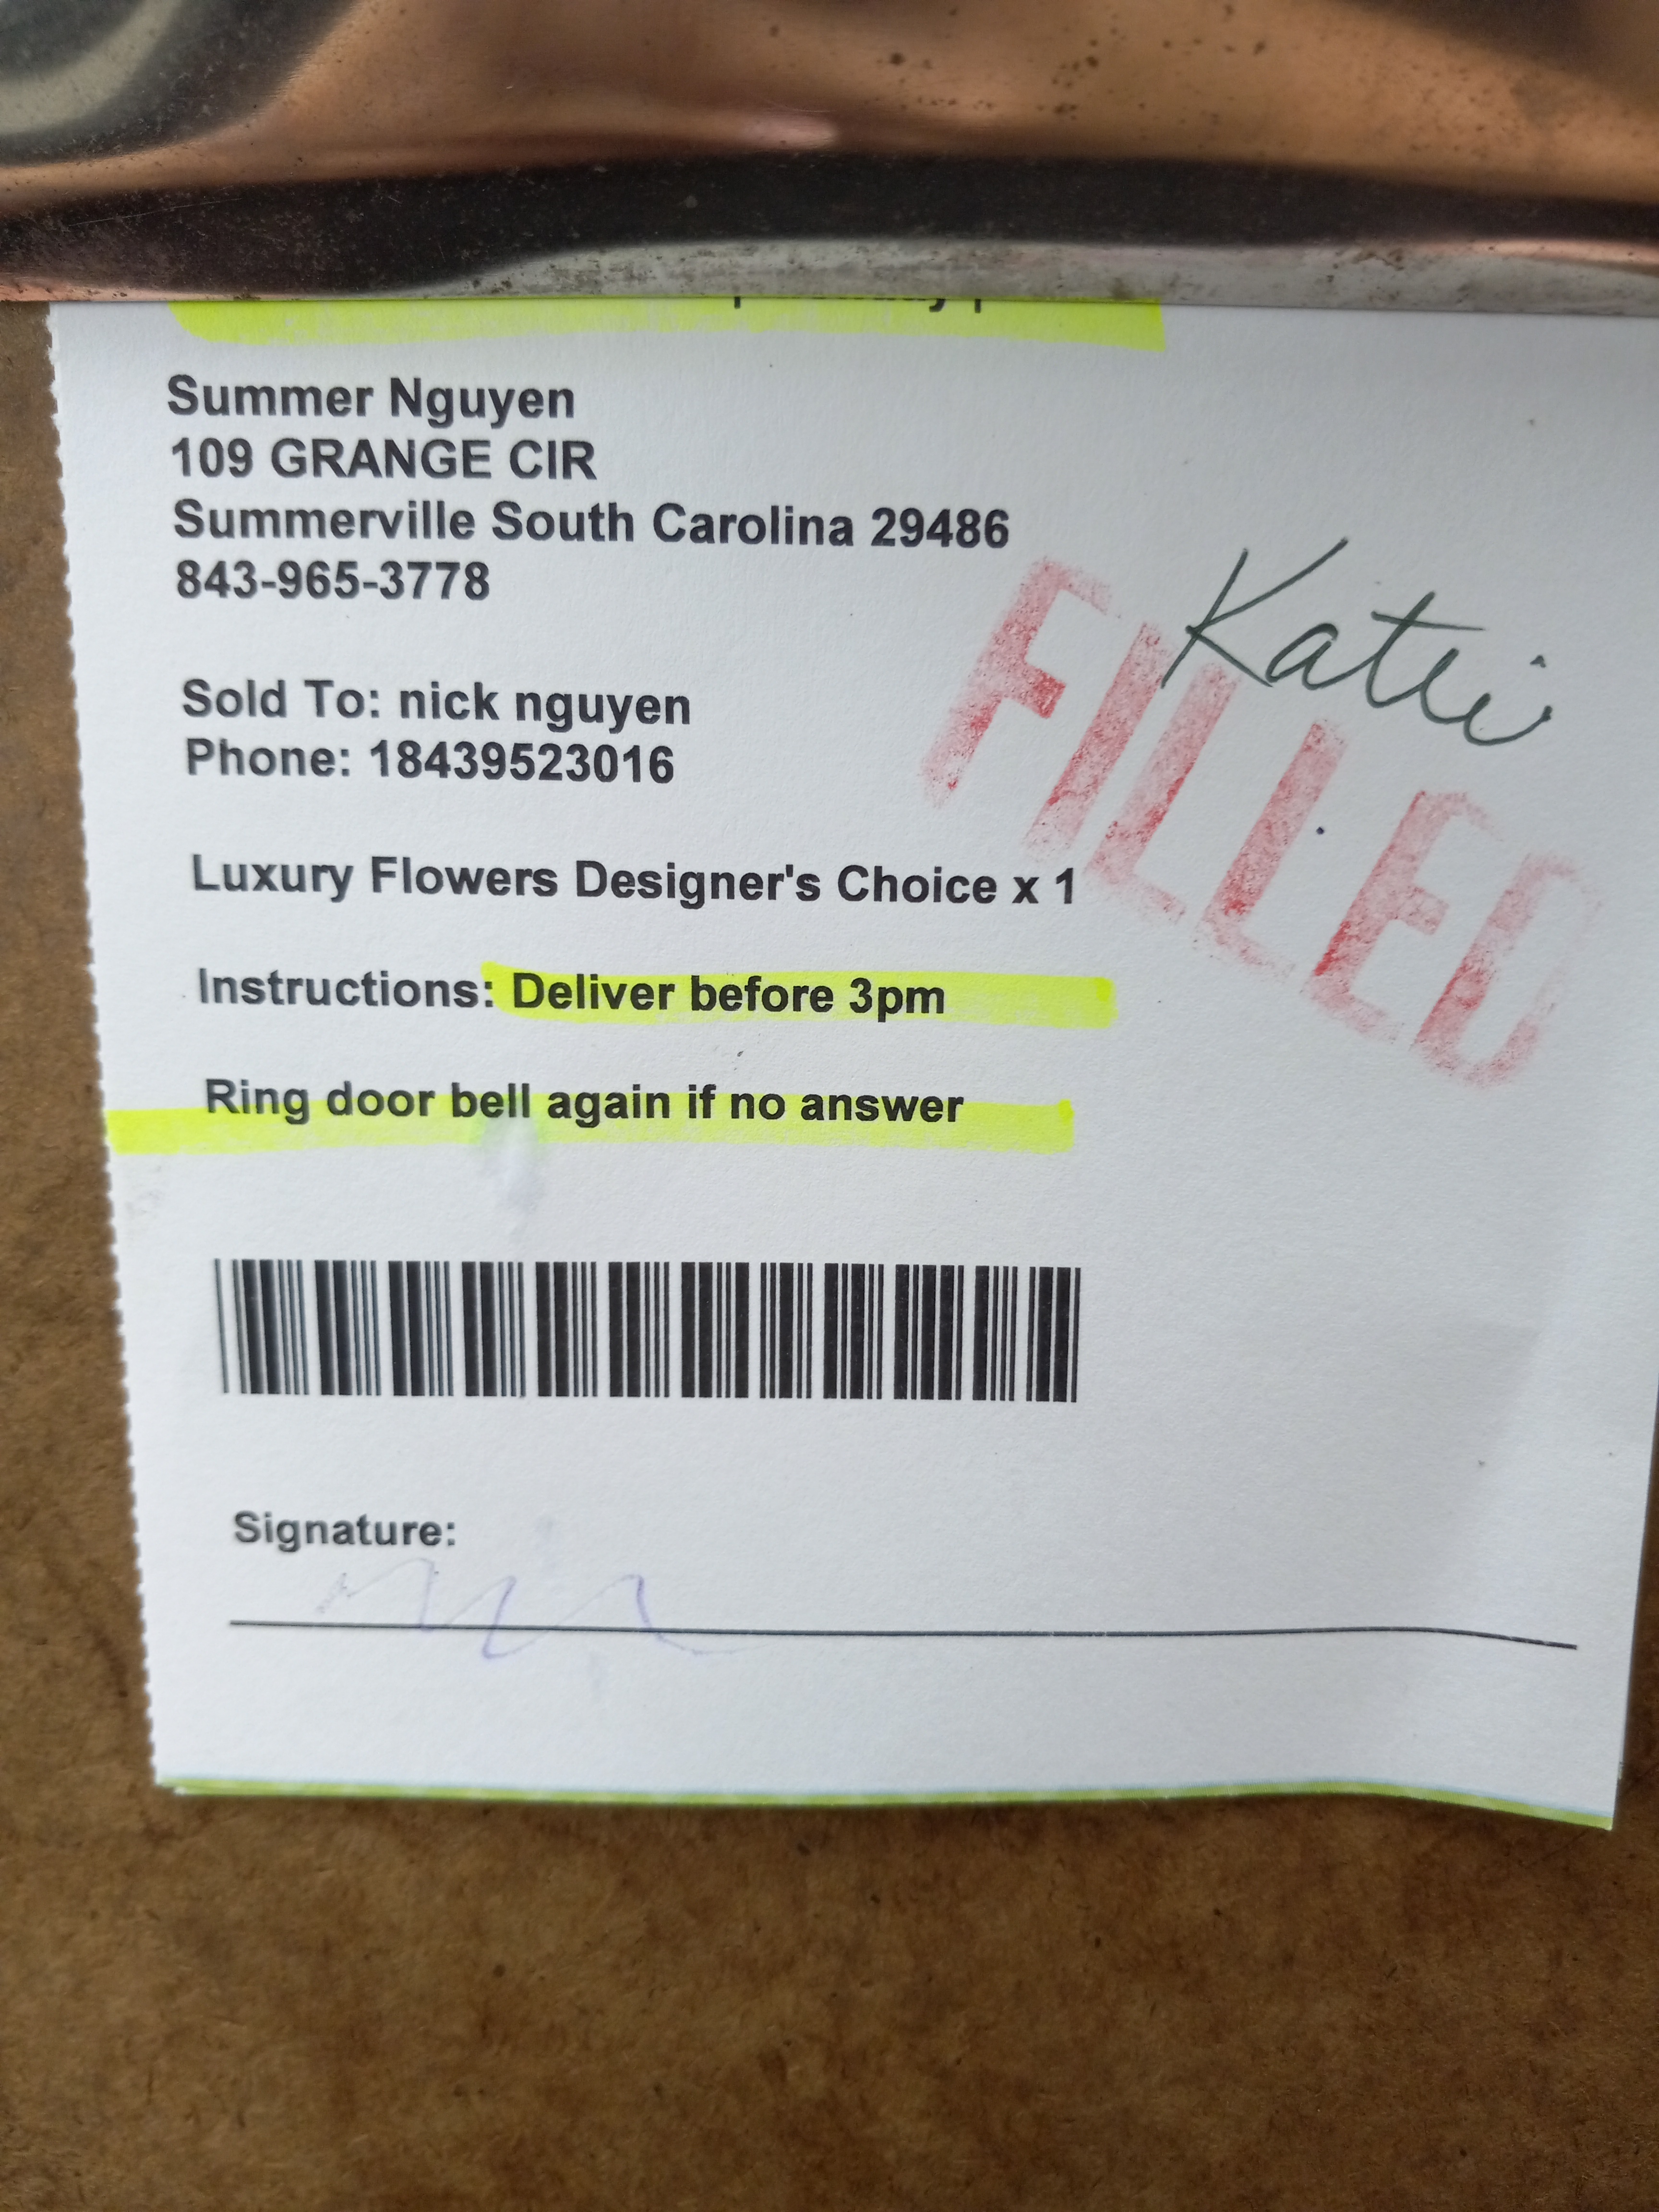 Summer Nguyen
109 GRANGE CIR
Summerville South Carolina 29486
843-965-3778
Katie
FILLED
Sold To: nick nguyen
Phone: 18439523016
Luxury Flowers Designer's Choice x 1
Instructions: Deliver before 3pm
Ring door bell again if no answer
Signature: